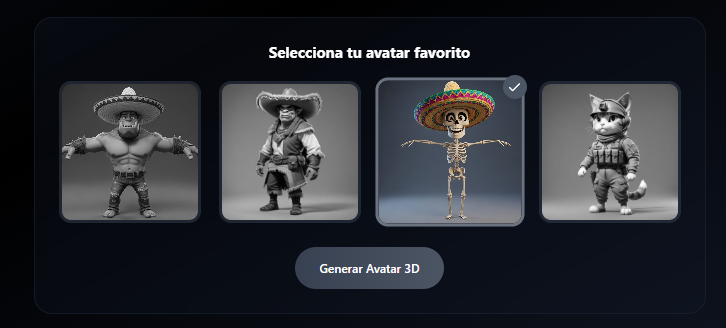 Selecciona tu avatar favorito
Generar Avatar 3D